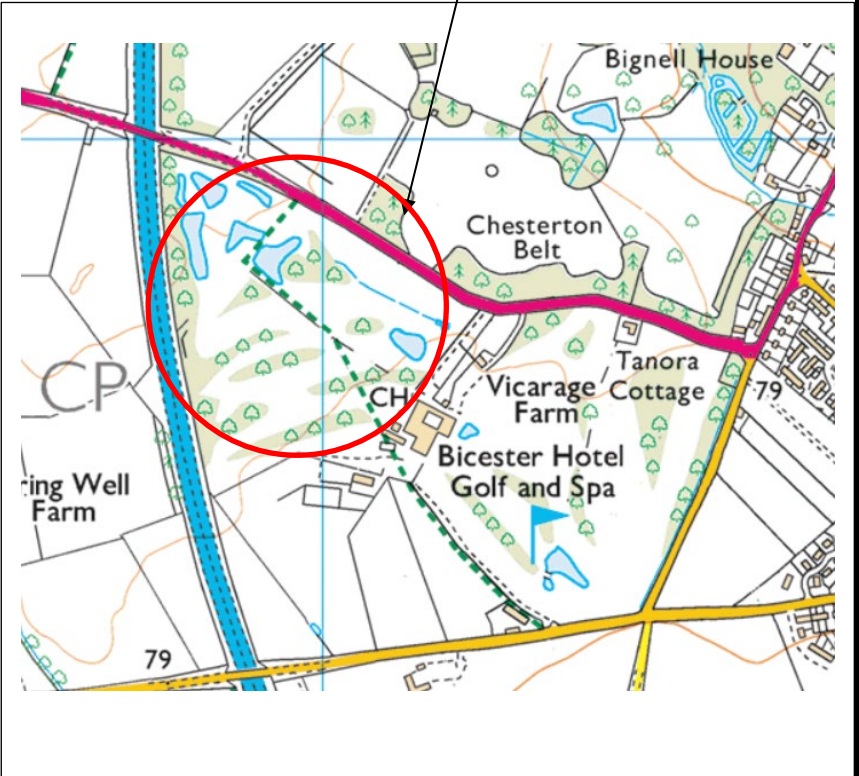 Bignell House
Chesterton
Belt
CP
CH
Vicarage
Farm
Tanora
Cottage
79
Bicester Hotel
Golf and Spa
ring Well
Farm
79